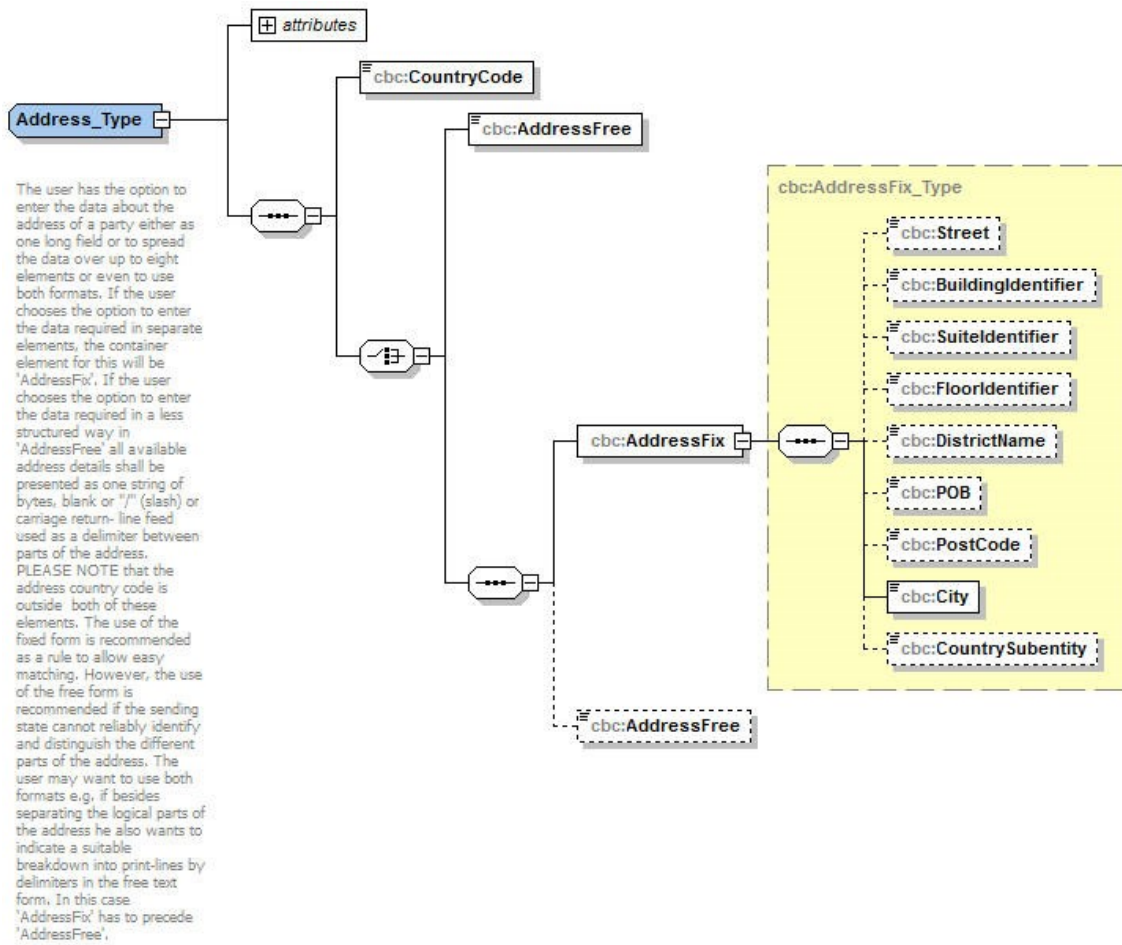 attributes
cbc:CountryCode
Address_Type
cbc:AddressFree
The user has the option to
enter the data about the
address of a party either as
one long field or to spread
the data over up to eight
elements or even to use
both formats. If the user
chooses the option to enter
the data required in separate
elements, the container
element for this will be
'AddressFix'. If the user
chooses the option to enter
the data required in a less
structured way in
'AddressFree' all available
address details shall be
presented as one string of
bytes, blank or "/" (slash) or
carriage return- line feed
used as a delimiter between
parts of the address.
PLEASE NOTE that the
address country code is
outside  both of these
elements. The use of the
fixed form is recommended
as a rule to allow easy
matching. However, the use
of the free form is
recommended if the sending
state cannot reliably identify
and distinguish the different
parts of the address. The
user may want to use both
formats e.g. if besides
separating the logical parts of
the address he also wants to
indicate a suitable
breakdown into print-lines by
delimiters in the free text
form. In this case
'AddressFix' has to precede
'AddressFree'.
cbc:AddressFix
cbc:AddressFix_Type
cbc:Street
cbc:BuildingIdentifier
cbc:SuiteIdentifier
cbc:FloorIdentifier
cbc:DistrictName
cbc:POB
cbc:PostCode
cbc:City
cbc:CountrySubentity
cbc:AddressFree